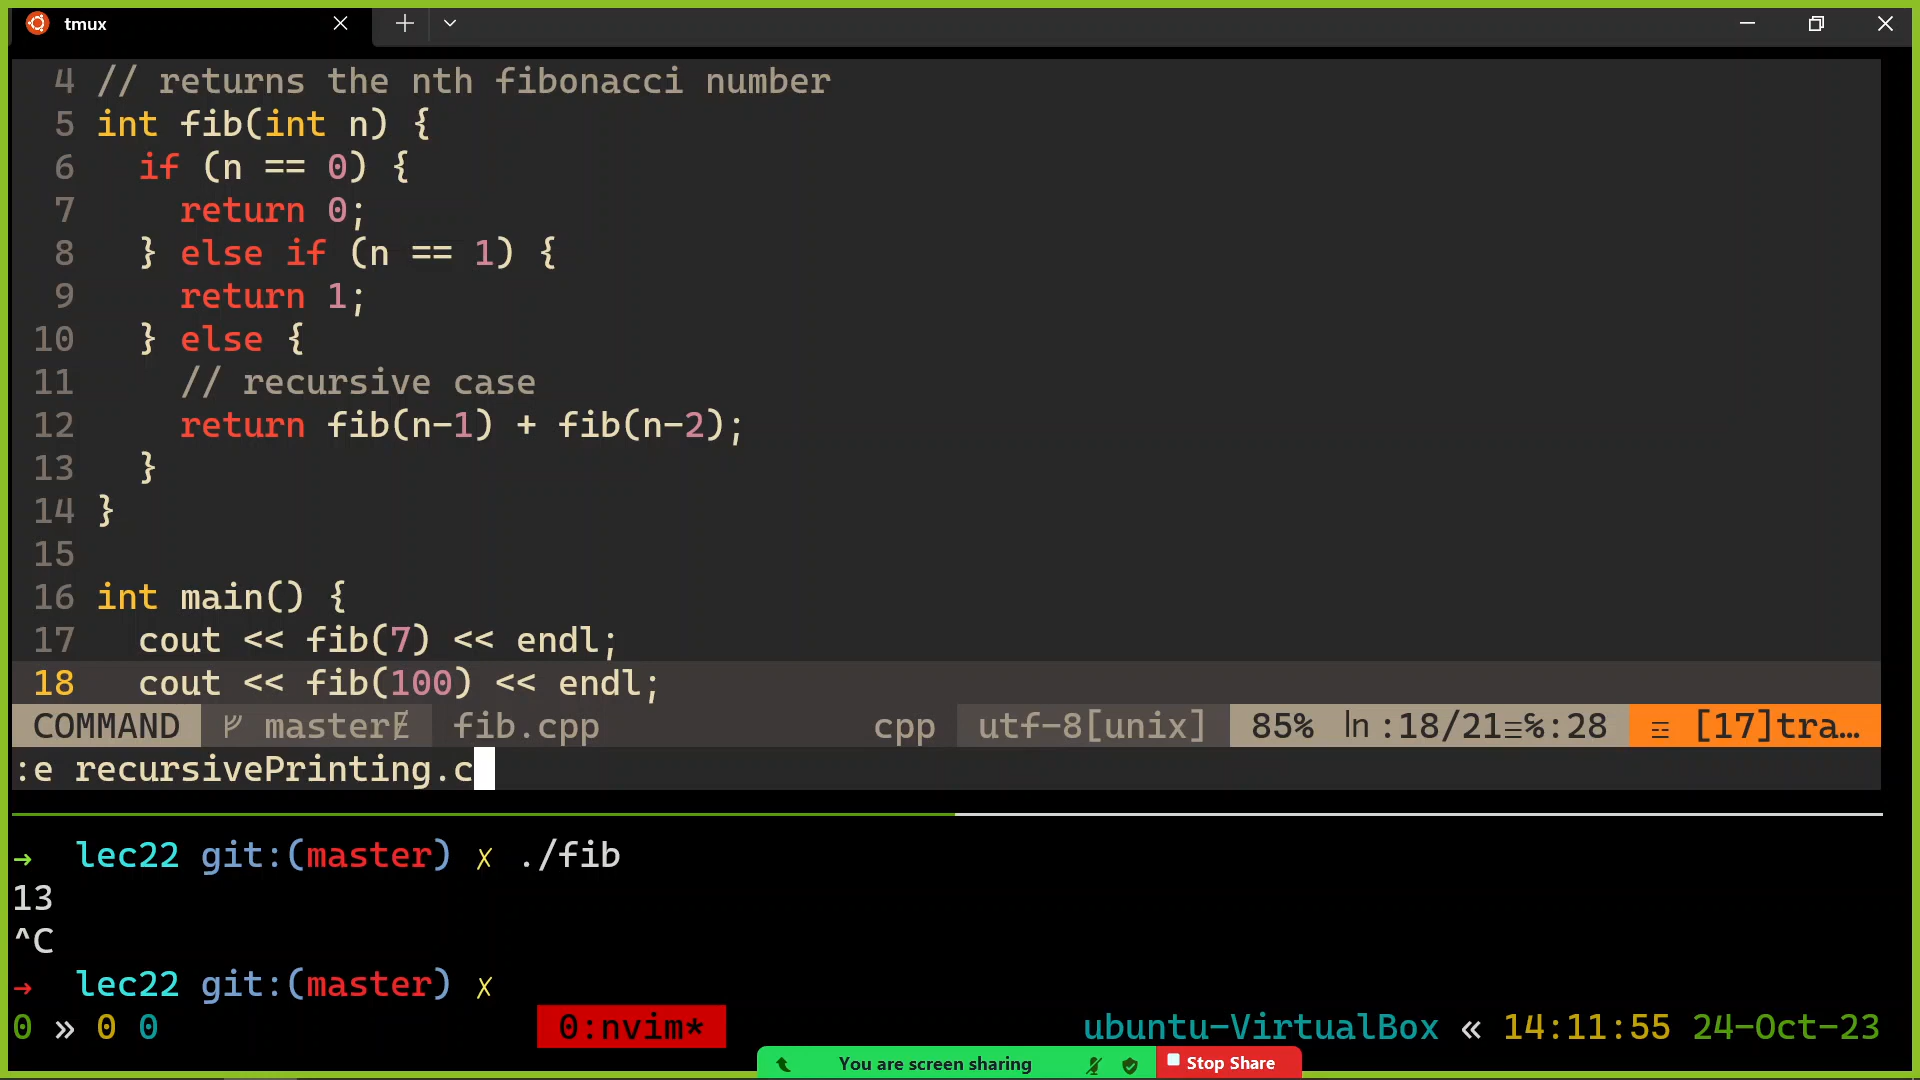 tmux
4 // returns the nth fibonacci number
5 int fib(int n) {
6 if (n == 0) {
7 return 0;
8 } else if (n == 1) {
9 return 1;
10 } else {
11 // recursive case
12 return fib(n-1) + fib(n-2);
13 }
14 }
15
16 int main() {
17 cout << fib(7) << endl;
18 cout << fib(100) << endl;
COMMAND master fib.cpp cpp utf-8[unix] 85% ln :18/21≡%:28 ☲ [17]tra…
:e recursivePrinting.c
→ lec22 git:(master) ✗ ./fib
13
^C
→ lec22 git:(master) ✗
0 » 0 0 0:nvim* ubuntu-VirtualBox « 14:11:55 24-Oct-23
You are screen sharing Stop Share